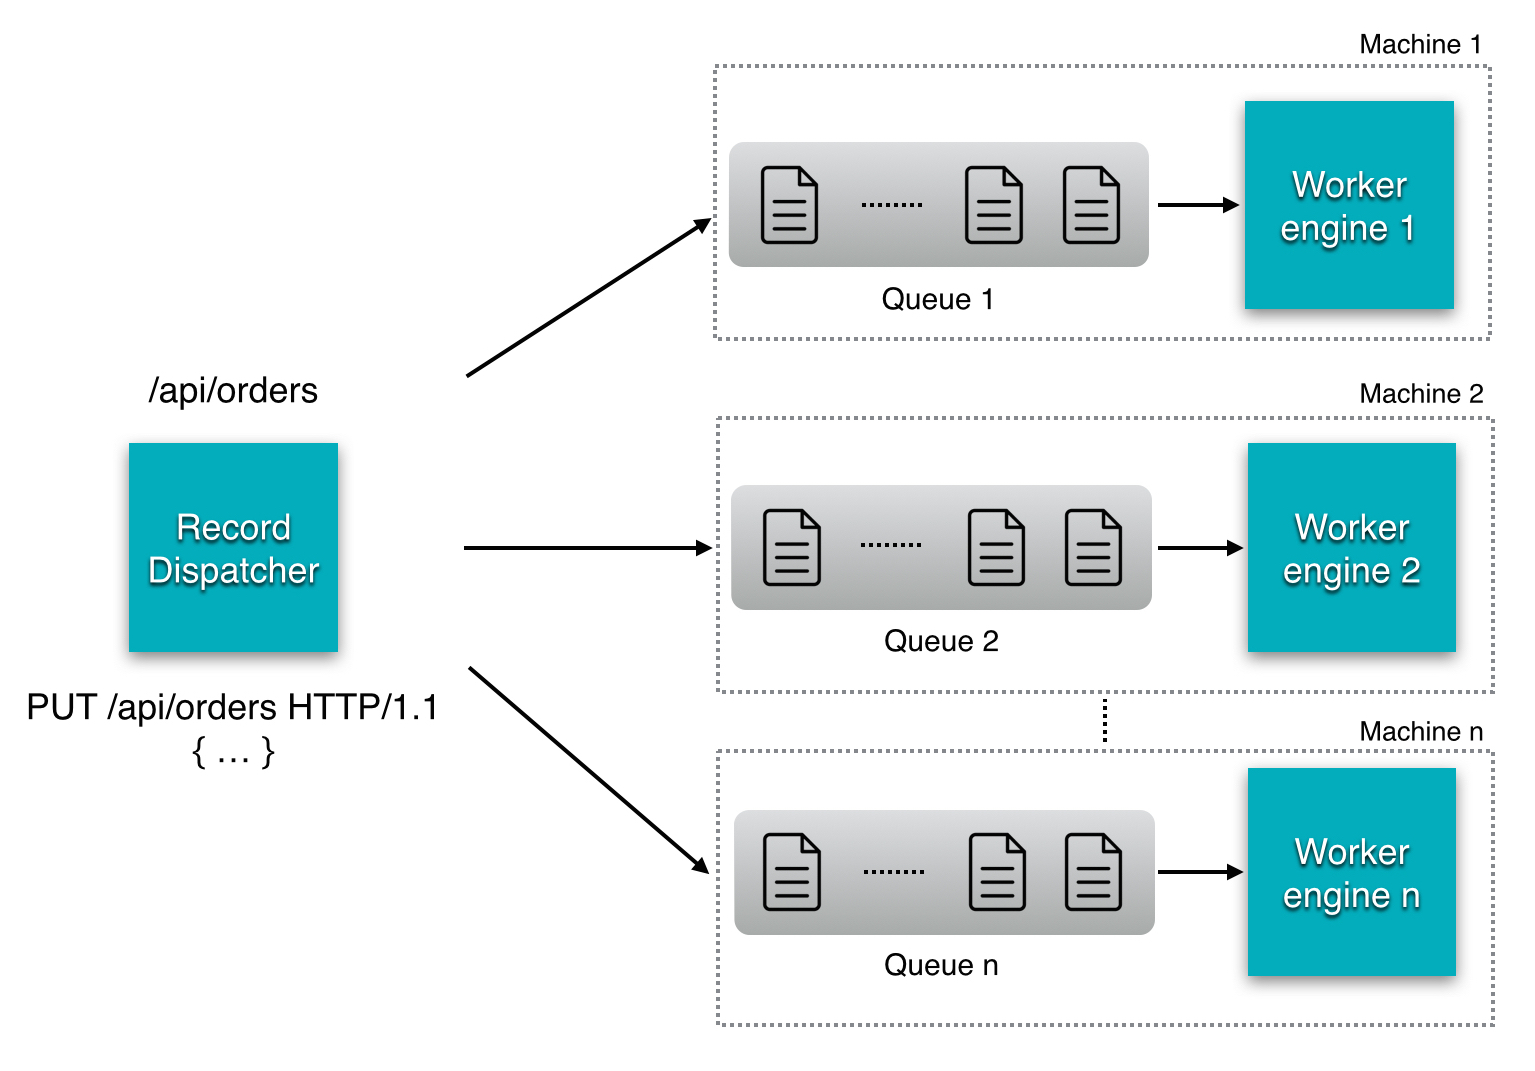 Machine 1
Worker
engine 1
Queue 1
/api/orders
Record
Dispatcher
PUT /api/orders HTTP/1.1
{ ... }
Machine 2
Worker
engine 2
Queue 2
Machine n
Worker
engine n
Queue n